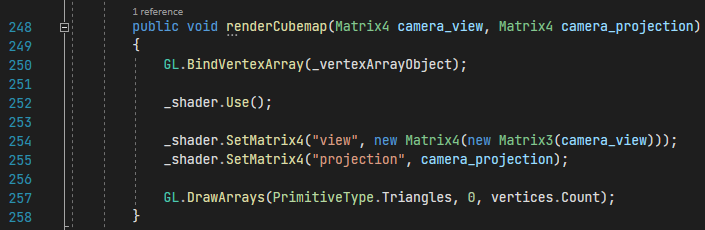 1 reference
248 public void renderCubemap(Matrix4 camera_view, Matrix4 camera_projection)
249 {
250 GL.BindVertexArray(_vertexArrayObject);
251
252 _shader.Use();
253
254 _shader.SetMatrix4("view", new Matrix4(new Matrix3(camera_view)));
255 _shader.SetMatrix4("projection", camera_projection);
256
257 GL.DrawArrays(PrimitiveType.Triangles, 0, vertices.Count);
258 }